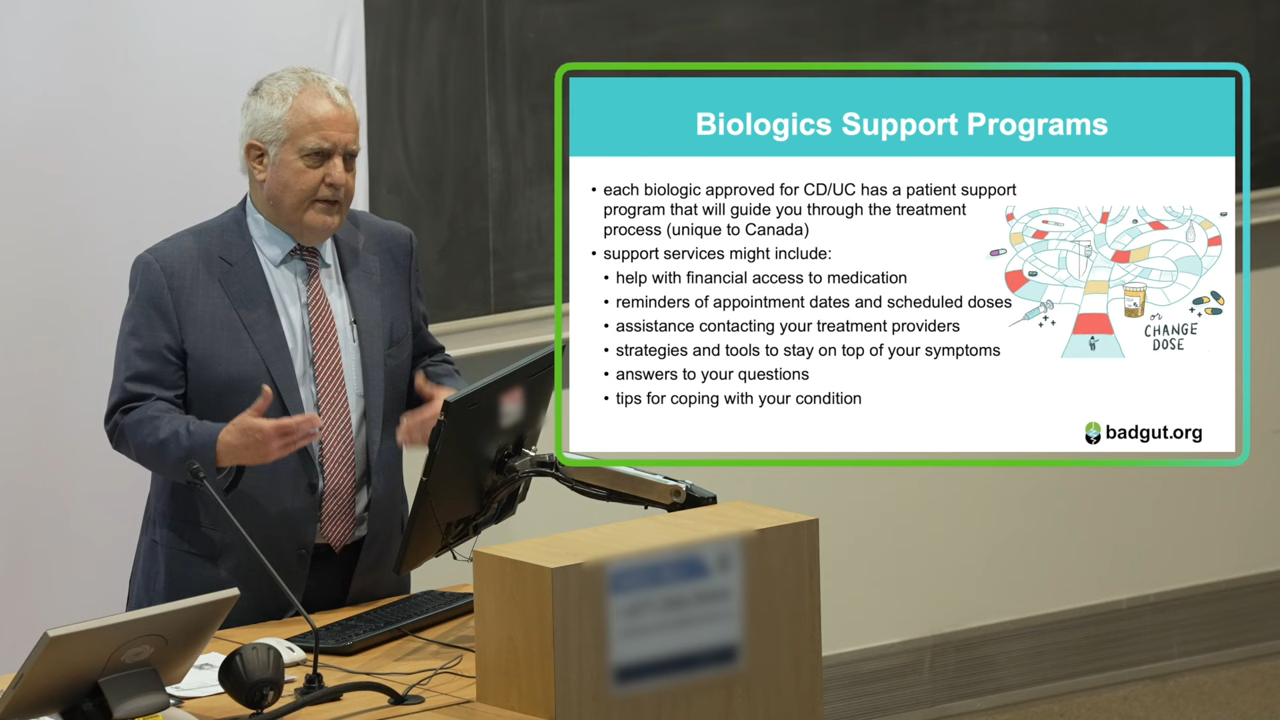 Biologics Support Programs
• each biologic approved for CD/UC has a patient support
program that will guide you through the treatment
process (unique to Canada)
• support services might include:
• help with financial access to medication
• reminders of appointment dates and scheduled doses
• assistance contacting your treatment providers
• strategies and tools to stay on top of your symptoms
• answers to your questions
• tips for coping with your condition
or
CHANGE
DOSE
badgut.org